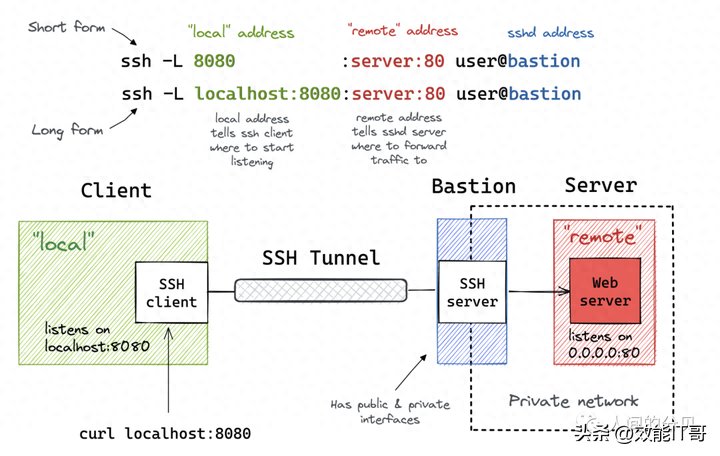 Short form
"local" address
"remote" address
sshd address
ssh -L 8080 :server:80 user@bastion
ssh -L localhost:8080:server:80 user@bastion
Long form
local address
tells ssh client
where to start
listening
remote address
tells sshd server
where to forward
traffic to
Client
Bastion
Server
"local"
"remote"
SSH Tunnel
SSH
client
SSH
server
Web
server
listens on
localhost:8080
listens on
0.0.0.0:80
Has public & private
interfaces
Private network
curl localhost:8080
头条 @效能IT哥